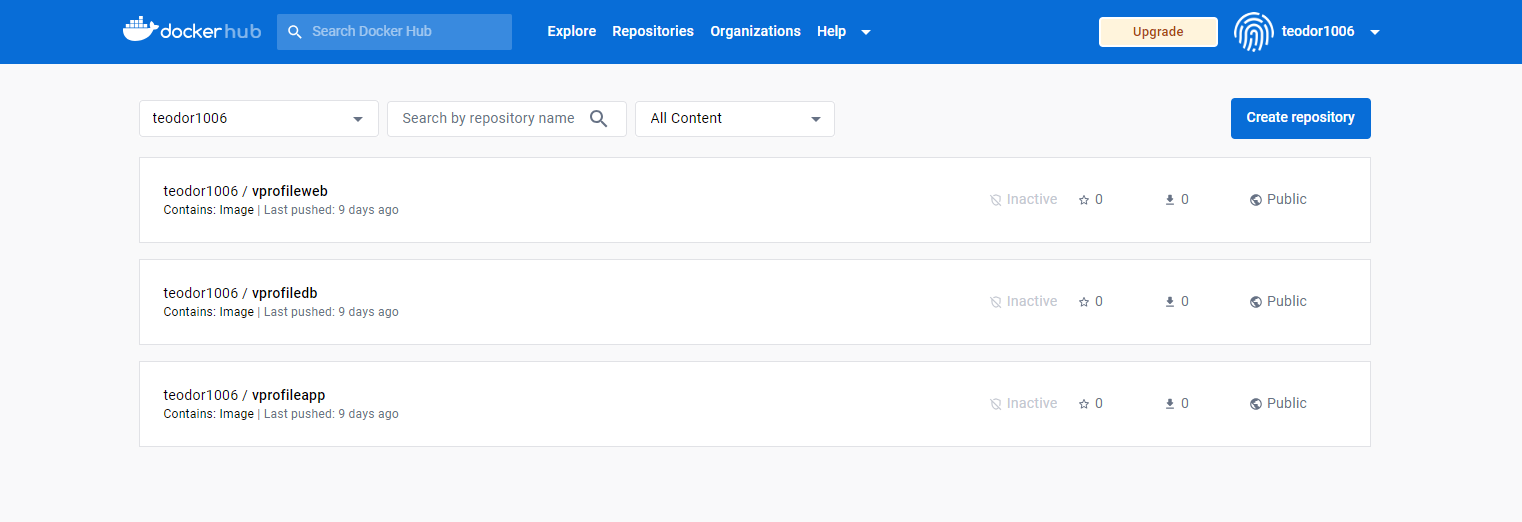 docker hub Search Docker Hub Explore Repositories Organizations Help Upgrade teodor1006
teodor1006 Search by repository name All Content Create repository
teodor1006 / vprofileweb
Contains: Image | Last pushed: 9 days ago
Inactive 0 0 Public
teodor1006 / vprofiledb
Contains: Image | Last pushed: 9 days ago
Inactive 0 0 Public
teodor1006 / vprofileapp
Contains: Image | Last pushed: 9 days ago
Inactive 0 0 Public